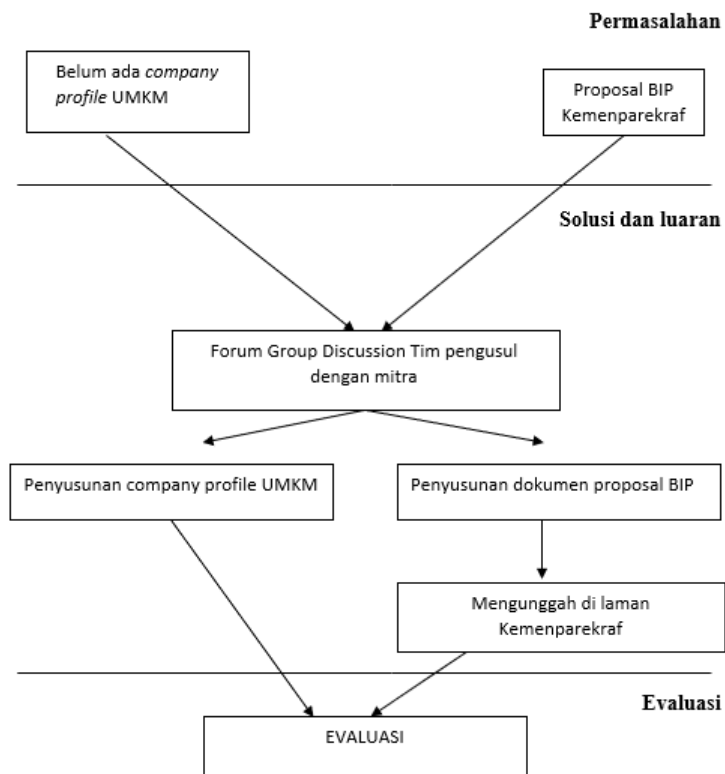 Permasalahan
Belum ada company
profile UMKM
Proposal BIP
Kemenparekraf
Solusi dan luaran
Forum Group Discussion Tim pengusul
dengan mitra
Penyusunan company profile UMKM
Penyusunan dokumen proposal BIP
Mengunggah di laman
Kemenparekraf
Evaluasi
EVALUASI